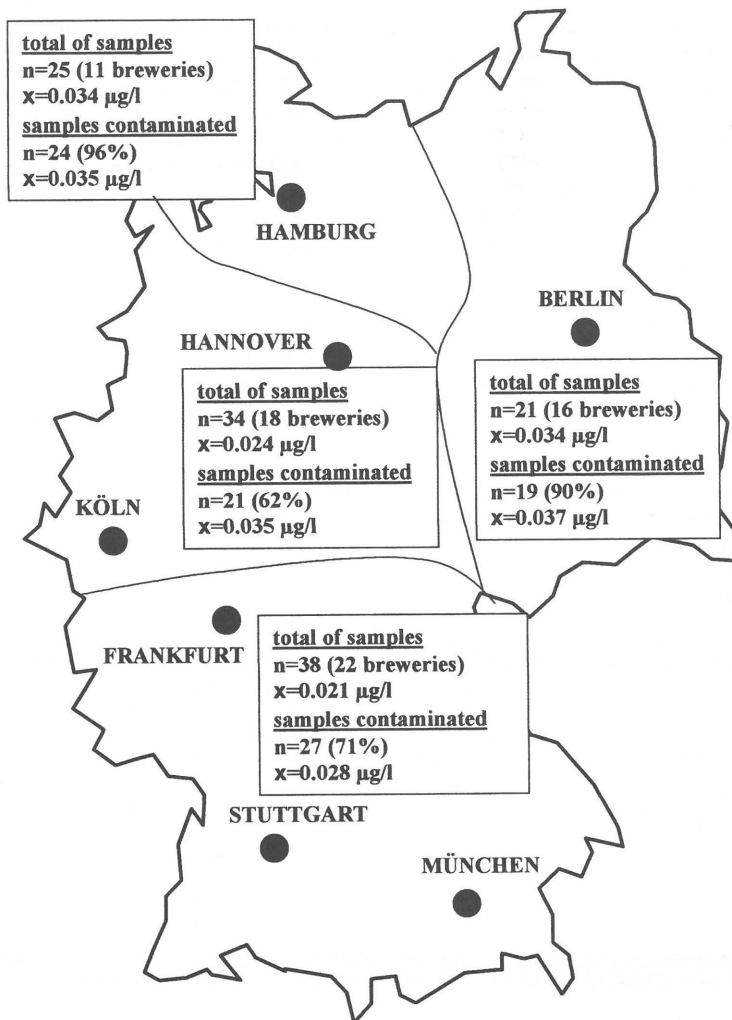 total of samples
n=25 (11 breweries)
x=0.034 µg/l
samples contaminated
n=24 (96%)
x=0.035 µg/l
HAMBURG
BERLIN
HANNOVER
total of samples
n=34 (18 breweries)
x=0.024 µg/l
samples contaminated
n=21 (62%)
x=0.035 µg/l
total of samples
n=21 (16 breweries)
x=0.034 µg/l
samples contaminated
n=19 (90%)
x=0.037 µg/l
KÖLN
FRANKFURT
total of samples
n=38 (22 breweries)
x=0.021 µg/l
samples contaminated
n=27 (71%)
x=0.028 µg/l
STUTTGART
MÜNCHEN